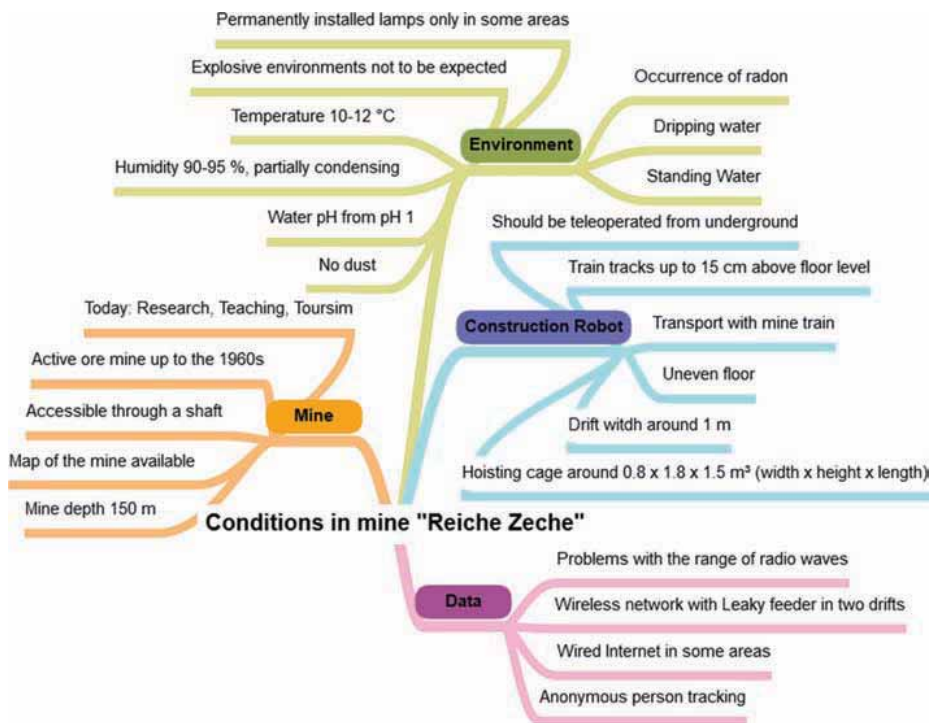 Permanently installed lamps only in some areas
Explosive environments not to be expected
Temperature 10-12 °C
Humidity 90-95 %, partially condensing
Water pH from pH 1
No dust
Environment
Occurrence of radon
Dripping water
Standing Water
Should be teleoperated from underground
Train tracks up to 15 cm above floor level
Construction Robot
Transport with mine train
Uneven floor
Drift witdh around 1 m
Hoisting cage around 0.8 x 1.8 x 1.5 m³ (width x height x length)
Today: Research, Teaching, Toursim
Active ore mine up to the 1960s
Mine
Accessible through a shaft
Map of the mine available
Mine depth 150 m
Conditions in mine "Reiche Zeche"
Data
Problems with the range of radio waves
Wireless network with Leaky feeder in two drifts
Wired Internet in some areas
Anonymous person tracking